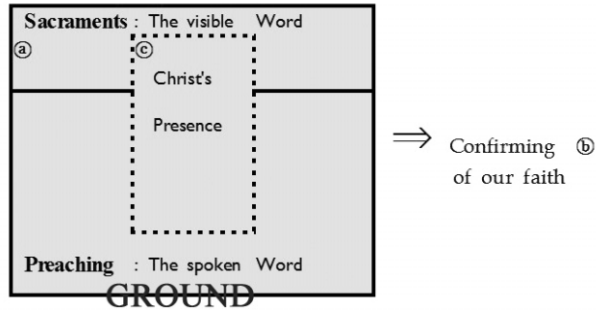 Sacraments : The visible Word
ⓐ ⓒ
Christ's
Presence
⇒ Confirming ⓑ
of our faith
Preaching : The spoken Word
GROUND